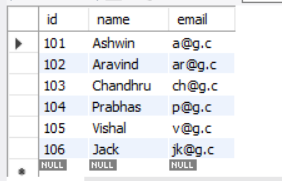 id name email
101 Ashwin a@g.c
102 Aravind ar@g.c
103 Chandhru ch@g.c
104 Prabhas p@g.c
105 Vishal v@g.c
106 Jack jk@g.c
NULL NULL NULL